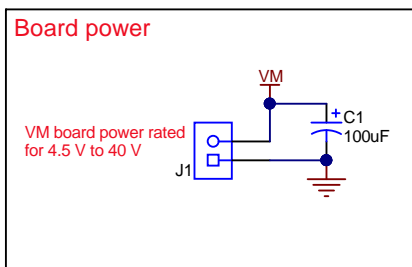 Board power
VM
+
C1
100uF
VM board power rated
for 4.5 V to 40 V
J1